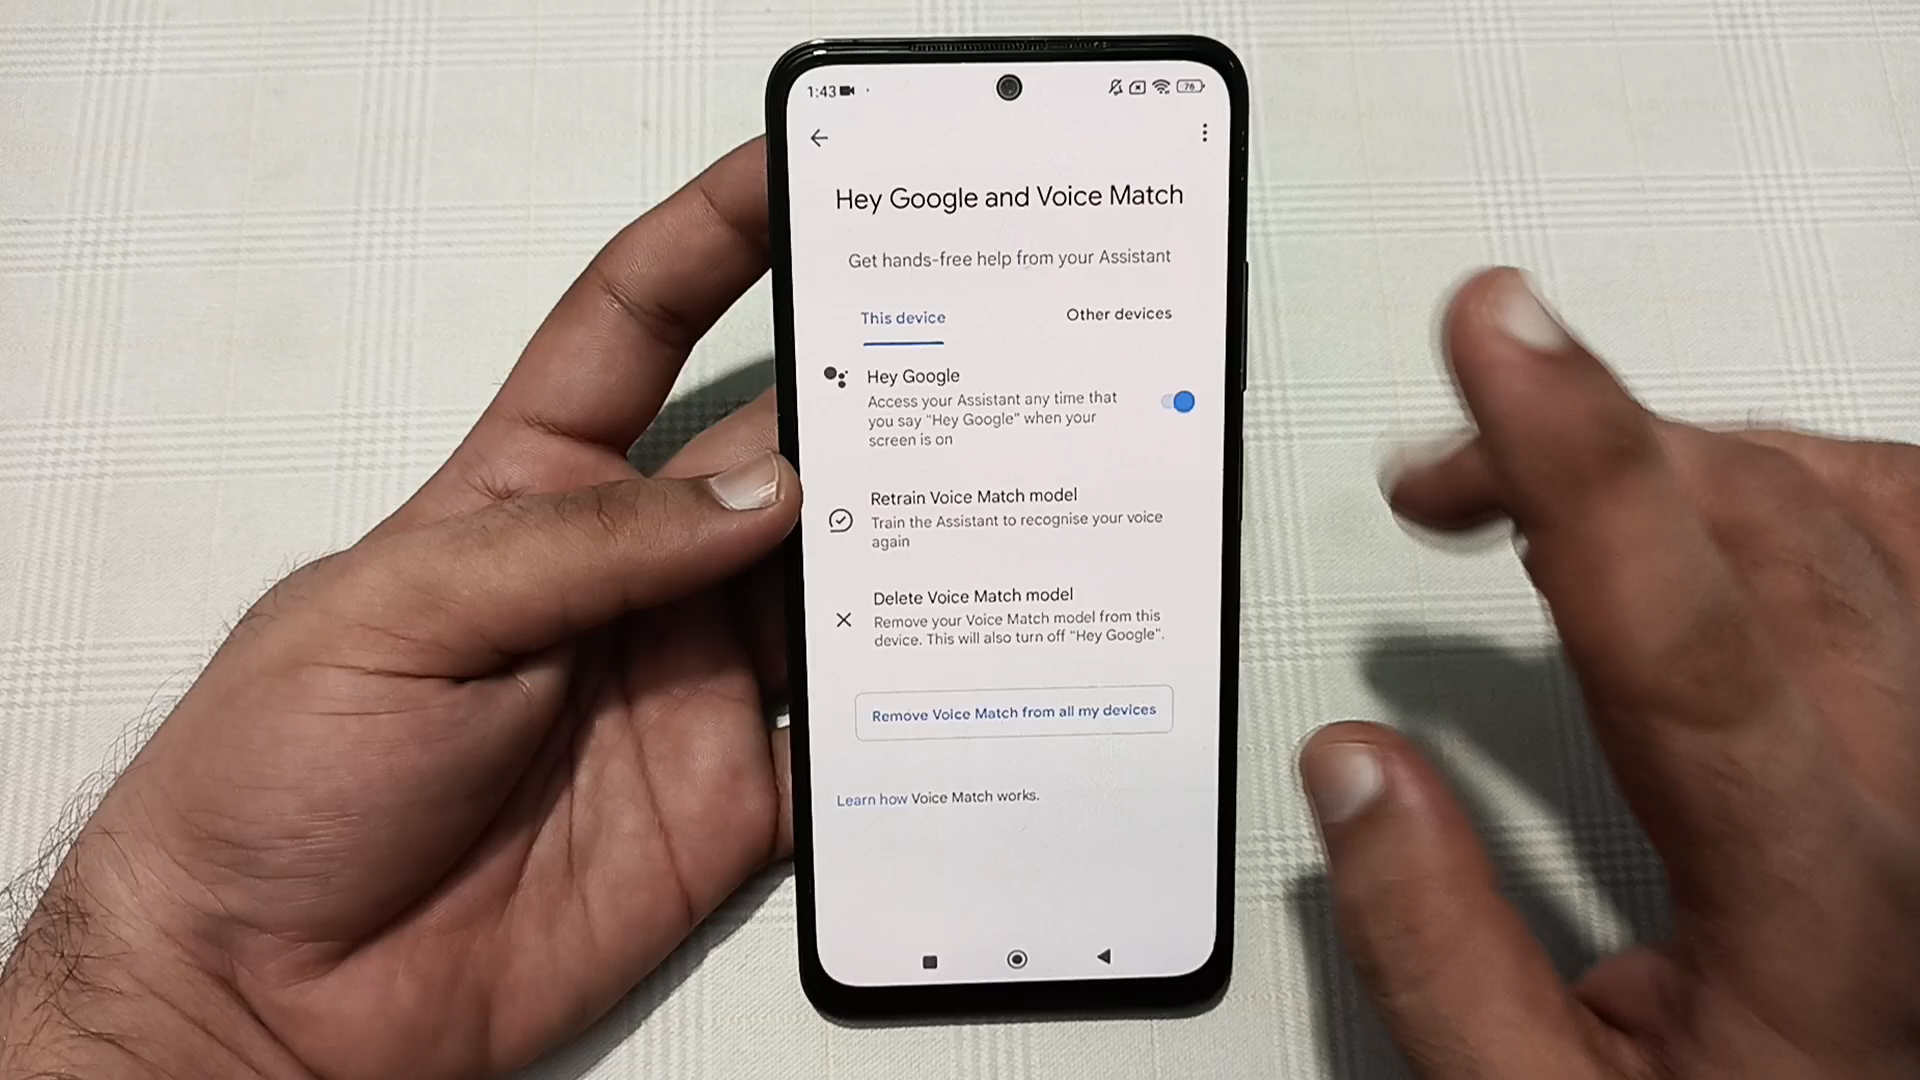 1:43
76
Hey Google and Voice Match
Get hands-free help from your Assistant
This device
Other devices
Hey Google
Access your Assistant any time that
you say "Hey Google" when your
screen is on
Retrain Voice Match model
Train the Assistant to recognise your voice
again
Delete Voice Match model
Remove your Voice Match model from this
device. This will also turn off "Hey Google".
Remove Voice Match from all my devices
Learn how Voice Match works.